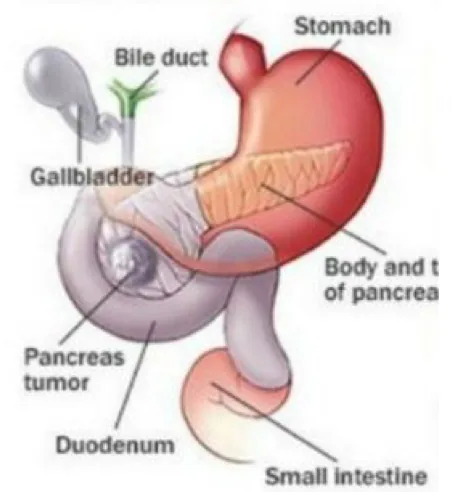 Stomach
Bile duct
Gallbladder
Body and t
of pancrea
Pancreas
tumor
Duodenum
Small intestine